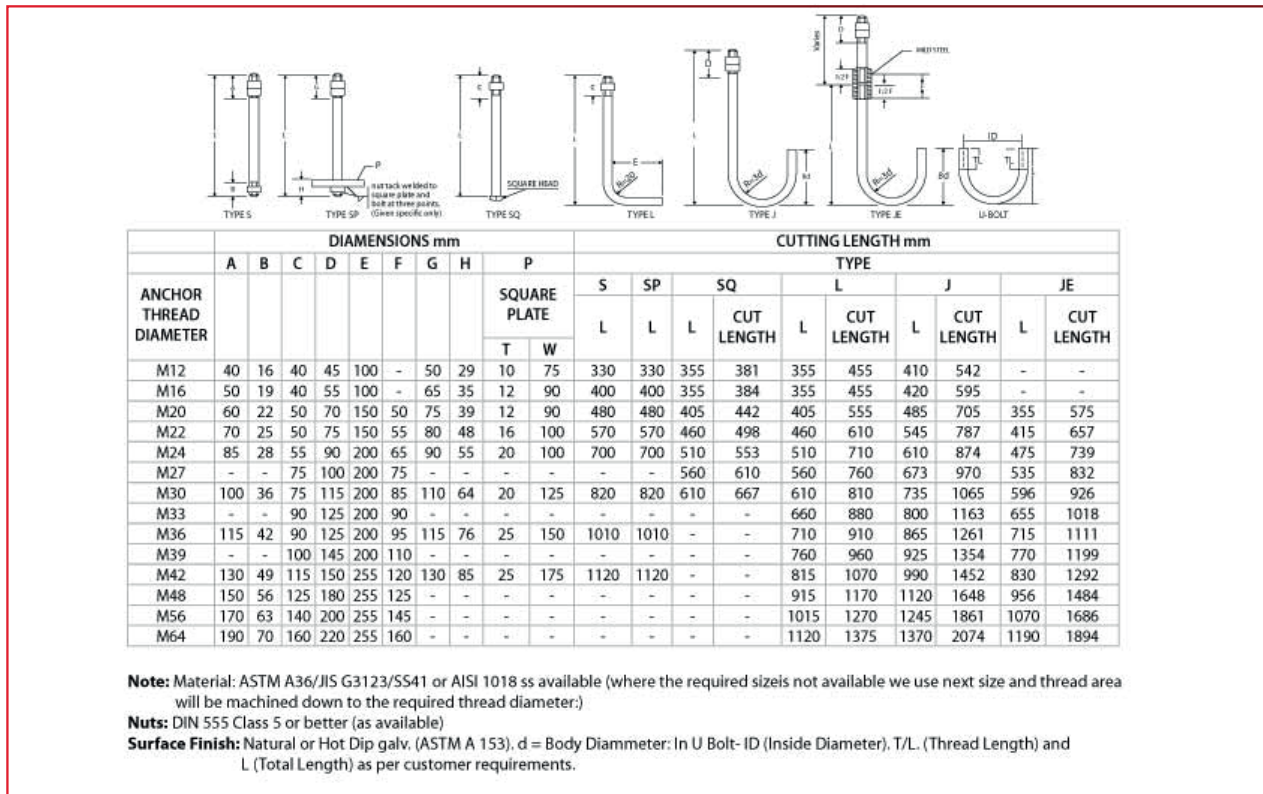 Varies
D
MILD STEEL
1/2 F
1/2 F
F
D
ID
TL TL
G
C
C
P
L
L
L
L
L
L
E
B
H
nut tack welded to
square plate and
bolt at three points.
(Given specific only)
SQUARE HEAD
R=3d
R=3d
8d
8d
TYPE S
TYPE SP
TYPE SQ
TYPE L
TYPE J
TYPE JE
U-BOLT
DIAMENSIONS mm CUTTING LENGTH mm
A B C D E F G H P TYPE
ANCHOR
THREAD
DIAMETER
SQUARE
PLATE
S SP SQ L J JE
L L L CUT LENGTH L CUT LENGTH L CUT LENGTH L CUT LENGTH
T W
M12 40 16 40 45 100 - 50 29 10 75 330 330 355 381 355 455 410 542 - -
M16 50 19 40 55 100 - 65 35 12 90 400 400 355 384 355 455 420 595 - -
M20 60 22 50 70 150 50 75 39 12 90 480 480 405 442 405 555 485 705 355 575
M22 70 25 50 75 150 55 80 48 16 100 570 570 460 498 460 610 545 787 415 657
M24 85 28 55 90 200 65 90 55 20 100 700 700 510 553 510 710 610 874 475 739
M27 - - 75 100 200 75 - - - - - - 560 610 560 760 673 970 535 832
M30 100 36 75 115 200 85 110 64 20 125 820 820 610 667 610 810 735 1065 596 926
M33 - - 90 125 200 90 - - - - - - - - 660 880 800 1163 655 1018
M36 115 42 90 125 200 95 115 76 25 150 1010 1010 - - 710 910 865 1261 715 1111
M39 - - 100 145 200 110 - - - - - - - - 760 960 925 1354 770 1199
M42 130 49 115 150 255 120 130 85 25 175 1120 1120 - - 815 1070 990 1452 830 1292
M48 150 56 125 180 255 125 - - - - - - - - 915 1170 1120 1648 956 1484
M56 170 63 140 200 255 145 - - - - - - - - 1015 1270 1245 1861 1070 1686
M64 190 70 160 220 255 160 - - - - - - - - 1120 1375 1370 2074 1190 1894
Note: Material: ASTM A36/JIS G3123/SS41 or AISI 1018 ss available (where the required sizeis not available we use next size and thread area
will be machined down to the required thread diameter:)
Nuts: DIN 555 Class 5 or better (as available)
Surface Finish: Natural or Hot Dip galv. (ASTM A 153). d = Body Diammeter: In U Bolt- ID (Inside Diameter). T/L. (Thread Length) and
L (Total Length) as per customer requirements.